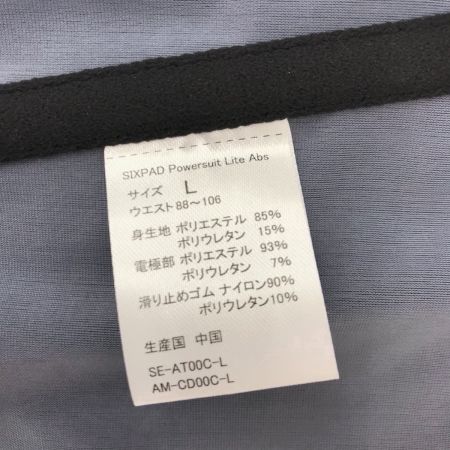 SIXPAD Powersuit Lite Abs
サイズ L
ウエスト88〜106
身生地 ポリエステル 85%
ポリウレタン 15%
電極部 ポリエステル 93%
ポリウレタン 7%
滑り止めゴム ナイロン90%
ポリウレタン10%
生産国 中国
SE-AT00C-L
AM-CD00C-L